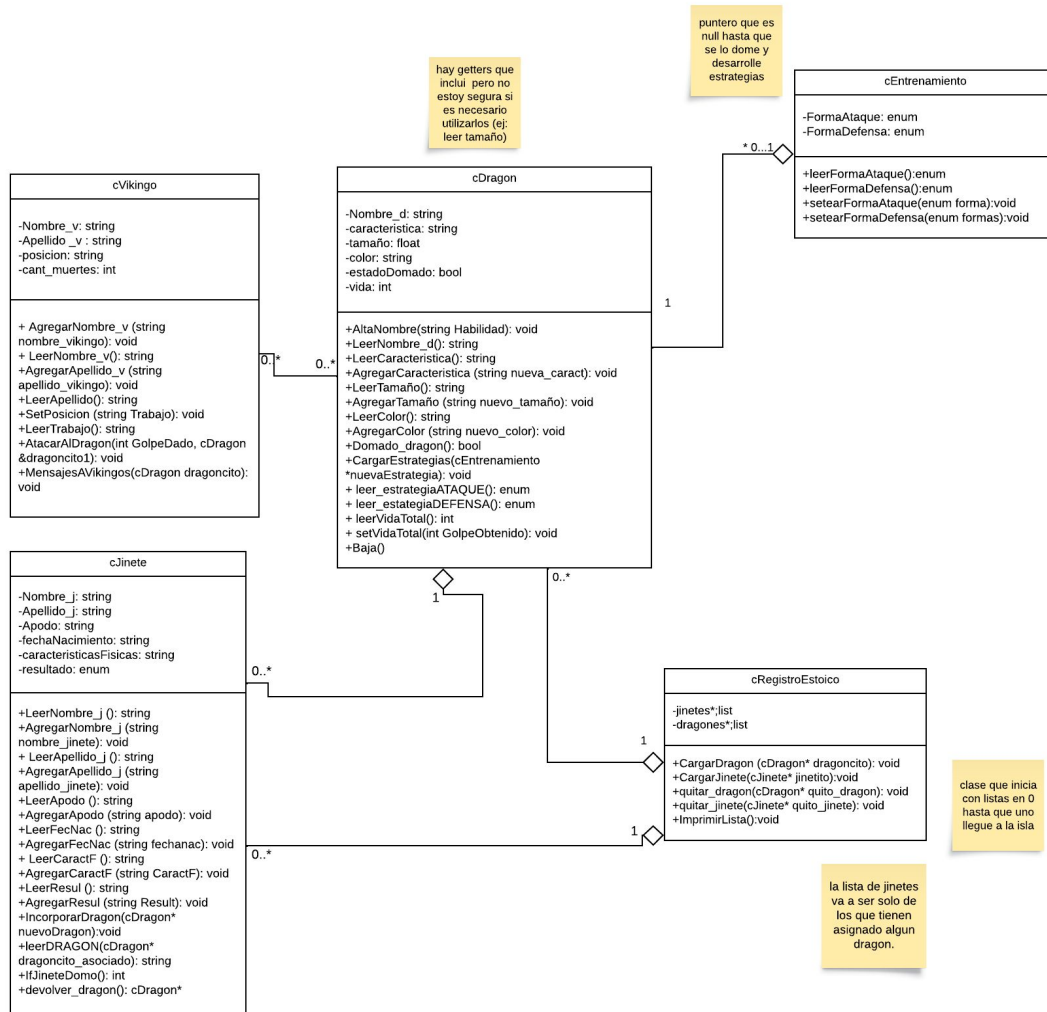 puntero que es
null hasta que
se lo dome y
desarrolle
estrategias
hay getters que
inclui pero no
estoy segura si
es necesario
utilizarlos (ej:
leer tamaño)
cEntrenamiento
-FormaAtaque: enum
-FormaDefensa: enum
+leerFormaAtaque():enum
+leerFormaDefensa():enum
+setearFormaAtaque(enum forma):void
+setearFormaDefensa(enum formas):void
* 0...1
1
cVikingo
-Nombre_v: string
-Apellido _v : string
-posicion: string
-cant_muertes: int
+ AgregarNombre_v (string
nombre_vikingo): void
+ LeerNombre_v(): string
+AgregarApellido_v (string
apellido_vikingo): void
+LeerApellido(): string
+SetPosicion (string Trabajo): void
+LeerTrabajo(): string
+AtacarAlDragon(int GolpeDado, cDragon
&dragoncito1): void
+MensajesAVikingos(cDragon dragoncito):
void
0..*
0..*
cDragon
-Nombre_d: string
-caracteristica: string
-tamaño: float
-color: string
-estadoDomado: bool
-vida: int
+AltaNombre(string Habilidad): void
+LeerNombre_d(): string
+LeerCaracteristica(): string
+AgregarCaracteristica (string nueva_caract): void
+LeerTamaño(): string
+AgregarTamaño (string nuevo_tamaño): void
+LeerColor(): string
+AgregarColor (string nuevo_color): void
+Domado_dragon(): bool
+CargarEstrategias(cEntrenamiento
*nuevaEstrategia): void
+ leer_estrategiaATAQUE(): enum
+ leer_estategiaDEFENSA(): enum
+ leerVidaTotal(): int
+ setVidaTotal(int GolpeObtenido): void
+Baja()
1
0..*
cJinete
-Nombre_j: string
-Apellido_j: string
-Apodo: string
-fechaNacimiento: string
-caracteristicasFisicas: string
-resultado: enum
+LeerNombre_j (): string
+AgregarNombre_j (string
nombre_jinete): void
+ LeerApellido_j (): string
+AgregarApellido_j (string
apellido_jinete): void
+LeerApodo (): string
+AgregarApodo (string apodo): void
+LeerFecNac (): string
+AgregarFecNac (string fechanac): void
+ LeerCaractF (): string
+AgregarCaractF (string CaractF): void
+LeerResul (): string
+AgregarResul (string Result): void
+IncorporarDragon(cDragon*
nuevoDragon):void
+leerDRAGON(cDragon*
dragoncito_asociado): string
+IfJineteDomo(): int
+devolver_dragon(): cDragon*
0..*
0..*
cRegistroEstoico
-jinetes*;list
-dragones*;list
+CargarDragon (cDragon* dragoncito): void
+CargarJinete(cJinete* jinetito):void
+quitar_dragon(cDragon* quito_dragon): void
+quitar_jinete(cJinete* quito_jinete): void
+ImprimirLista():void
1
1
clase que inicia
con listas en 0
hasta que uno
llegue a la isla
la lista de jinetes
va a ser solo de
los que tienen
asignado algun
dragon.